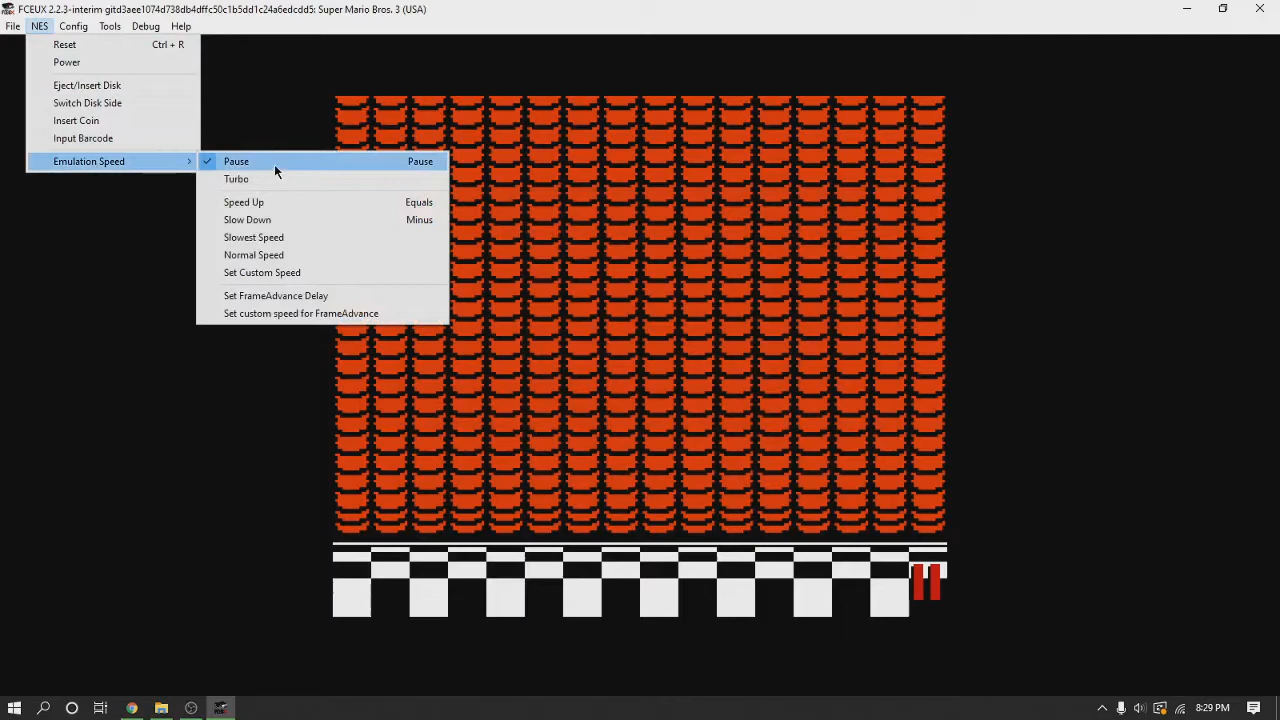 FCEUX 2.2.3-interim gitd3aee1074d738db4dffc50c1b5dd1c24a6edcdd5: Super Mario Bros. 3 (USA)
File NES Config Tools Debug Help
Reset Ctrl + R
Power
Eject/Insert Disk
Switch Disk Side
Insert Coin
Input Barcode
Emulation Speed
Pause Pause
Turbo
Speed Up Equals
Slow Down Minus
Slowest Speed
Normal Speed
Set Custom Speed
Set FrameAdvance Delay
Set custom speed for FrameAdvance
8:29 PM